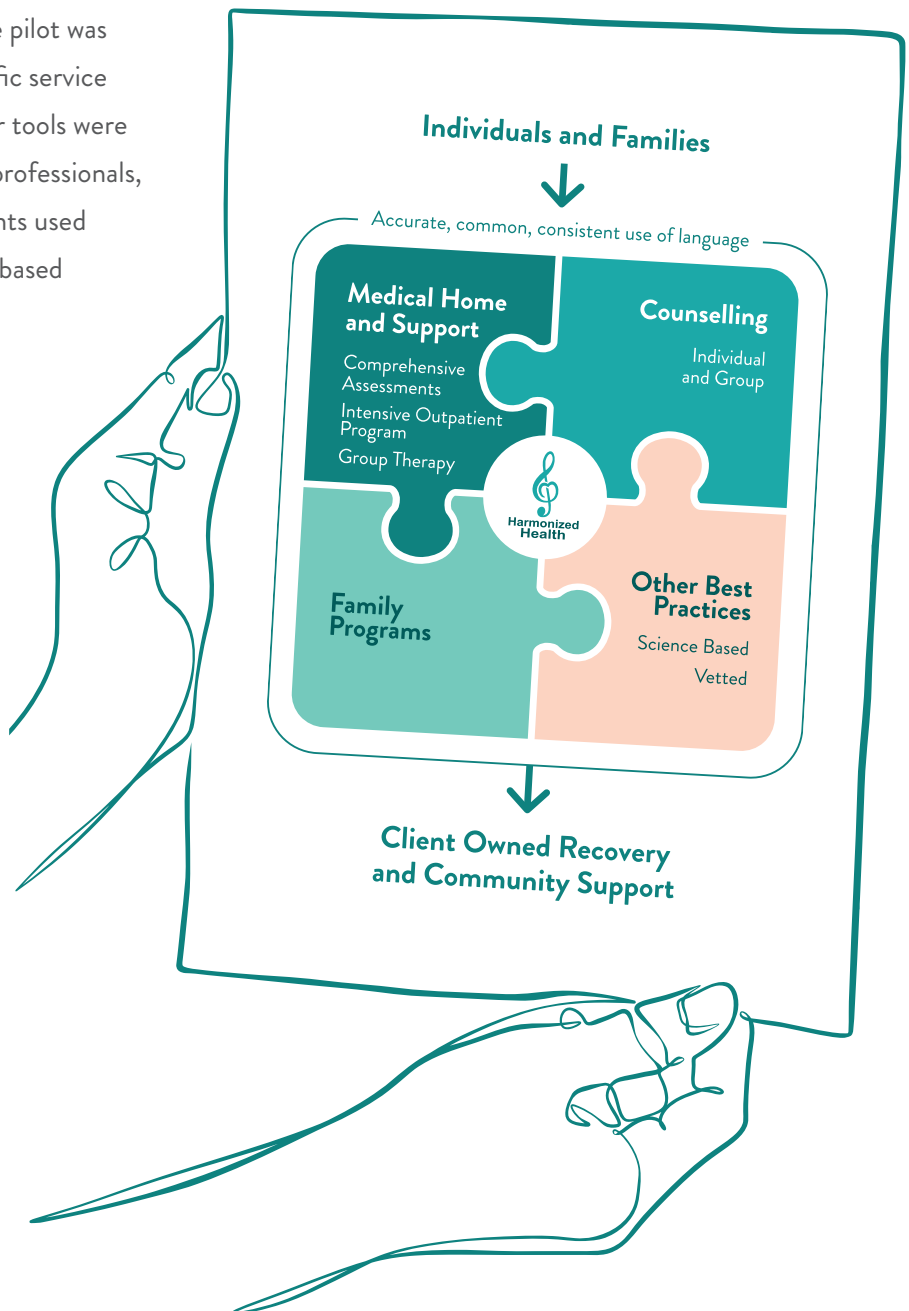 e pilot was
fic service
r tools were
professionals,
nts used
based
Individuals and Families
Accurate, common, consistent use of language
Medical Home
and Support
Comprehensive
Assessments
Intensive Outpatient
Program
Group Therapy
Counselling
Individual
and Group
Harmonized
Health
Family
Programs
Other Best
Practices
Science Based
Vetted
Client Owned Recovery
and Community Support